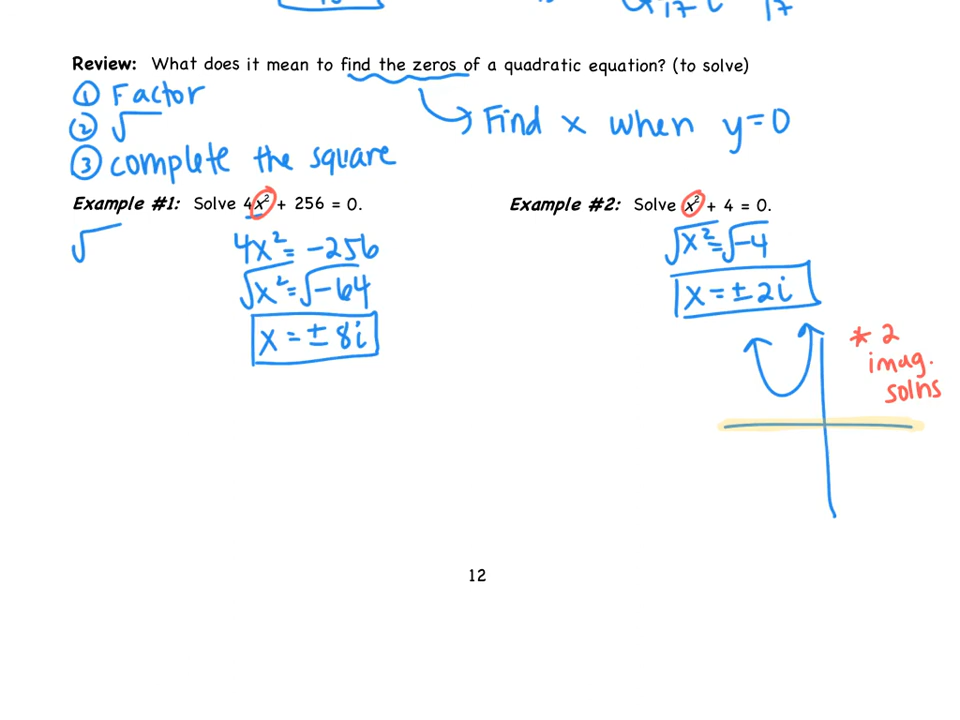 17 i 17
Review: What does it mean to find the zeros of a quadratic equation? (to solve)
① Factor
② √
③ complete the square
Find x when y=0
Example #1: Solve 4x² + 256 = 0.
√
4x² = -256
√x² = √-64
x = ± 8i
Example #2: Solve x² + 4 = 0.
√x² = √-4
x = ± 2i
* 2
imag.
solns
12